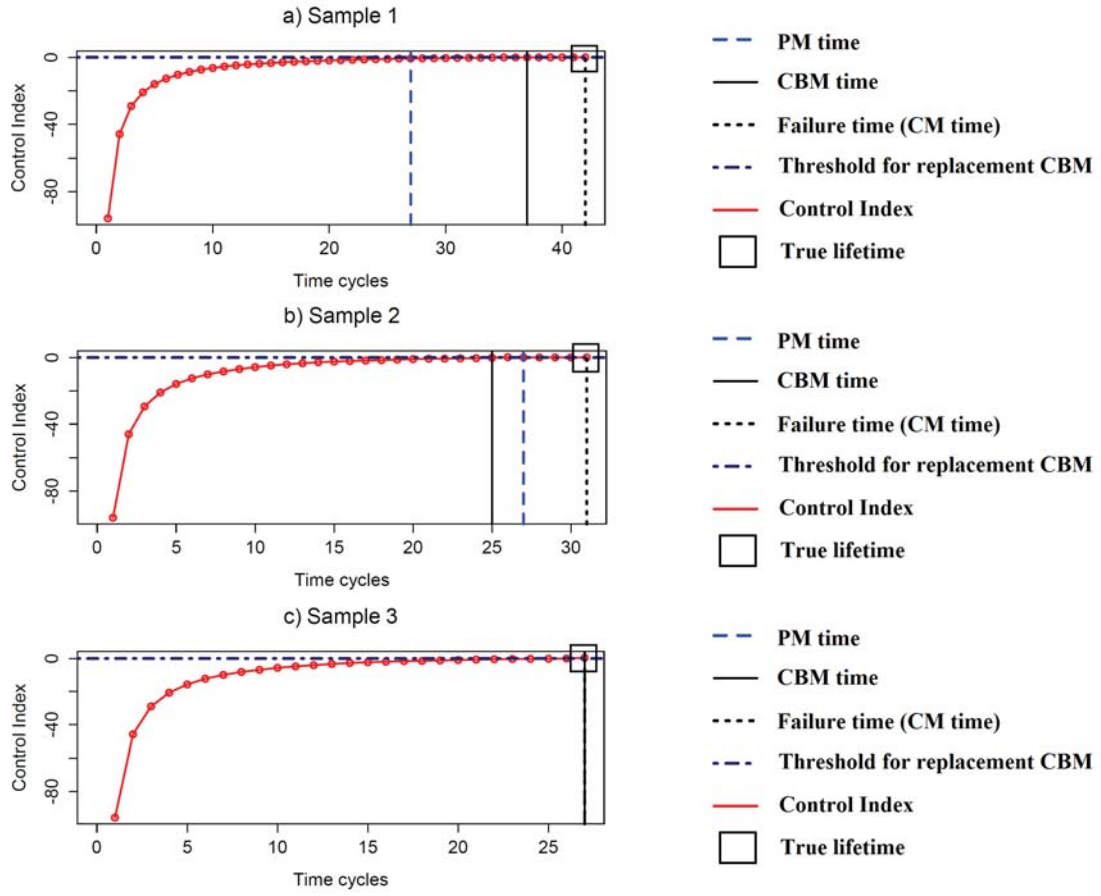 a) Sample 1
Control Index
0
-40
-80
0 10 20 30 40
Time cycles
PM time
CBM time
Failure time (CM time)
Threshold for replacement CBM
Control Index
True lifetime
b) Sample 2
Control Index
0
-40
-80
0 5 10 15 20 25 30
Time cycles
PM time
CBM time
Failure time (CM time)
Threshold for replacement CBM
Control Index
True lifetime
c) Sample 3
Control Index
0
-40
-80
0 5 10 15 20 25
Time cycles
PM time
CBM time
Failure time (CM time)
Threshold for replacement CBM
Control Index
True lifetime